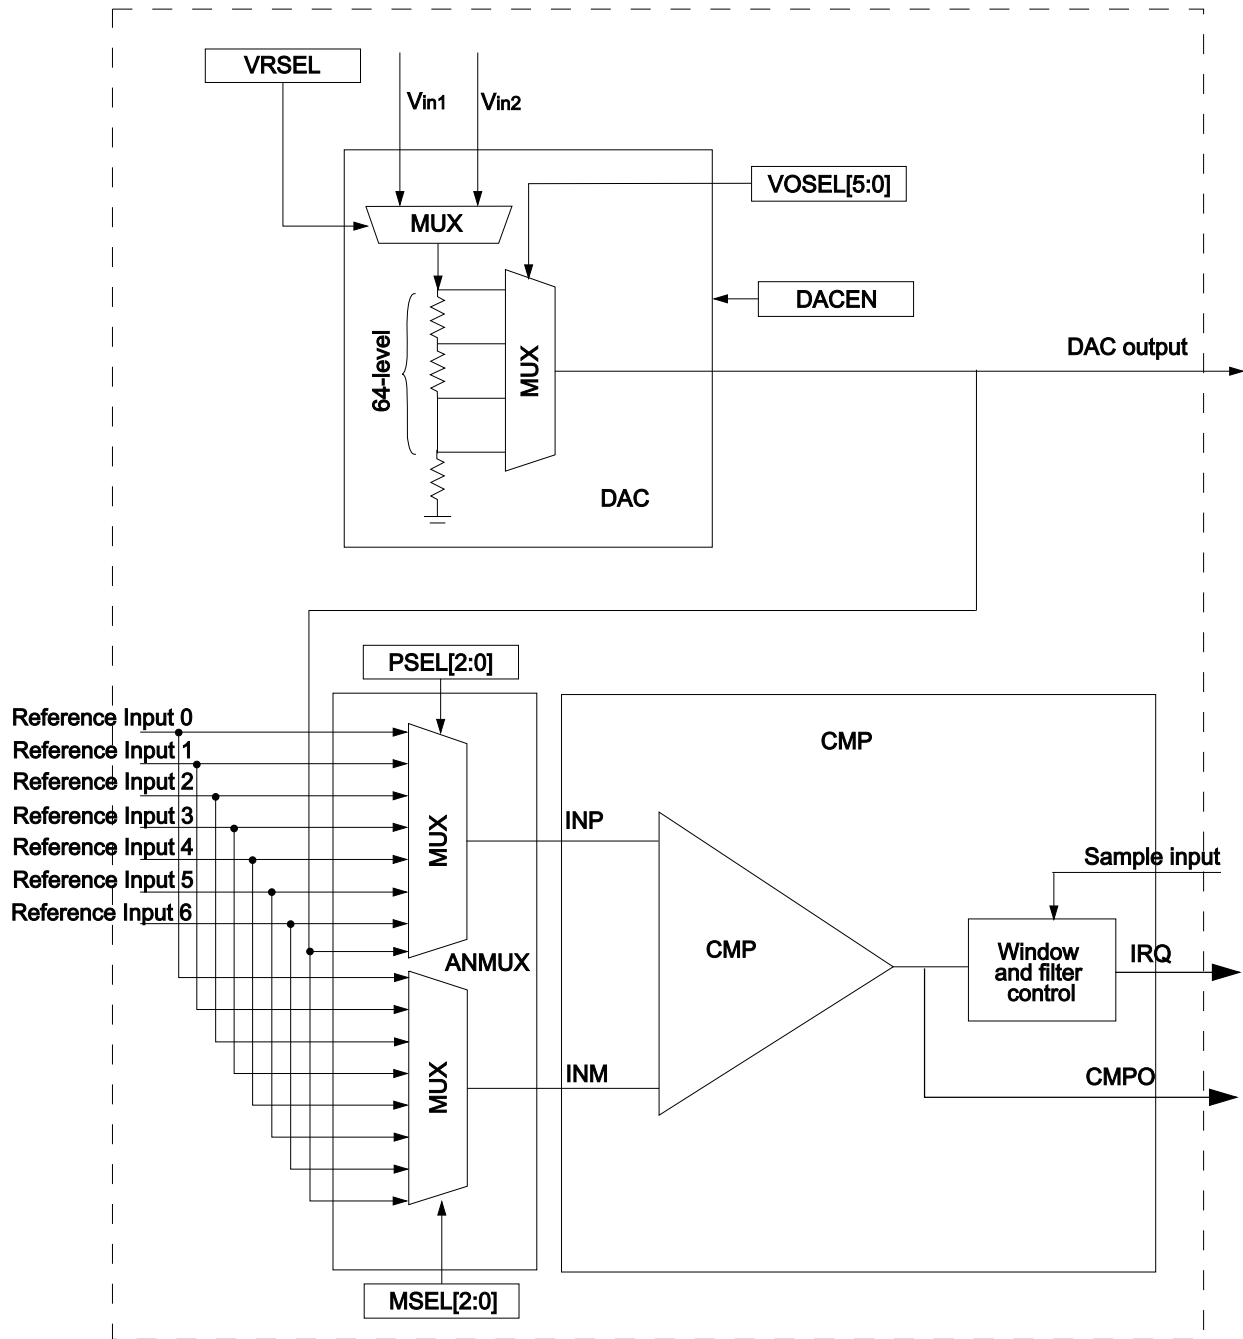 VRSEL
Vin1
Vin2
VOSEL[5:0]
MUX
DACEN
64-level
MUX
DAC output
DAC
PSEL[2:0]
Reference Input 0
Reference Input 1
Reference Input 2
Reference Input 3
Reference Input 4
Reference Input 5
Reference Input 6
MUX
ANMUX
MUX
MSEL[2:0]
CMP
INP
INM
CMP
Sample input
Window
and filter
control
IRQ
CMPO